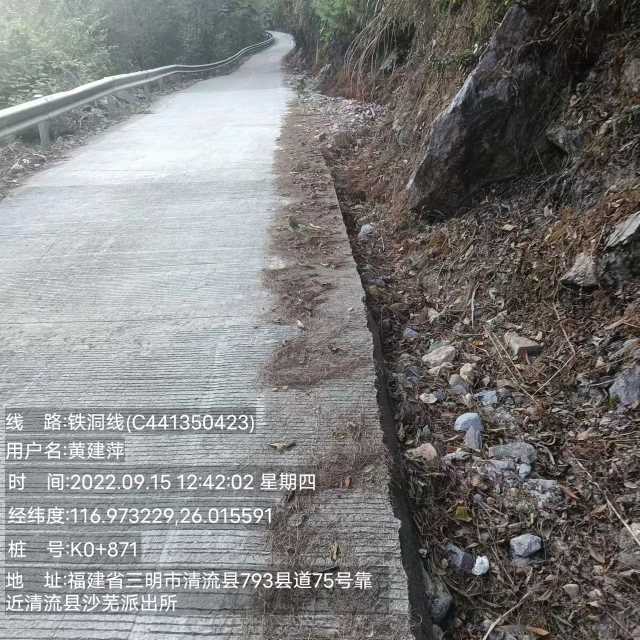 线 路:铁洞线(C441350423)
用户名:黄建萍
时 间:2022.09.15 12:42:02 星期四
经纬度:116.973229,26.015591
桩 号:K0+871
地 址:福建省三明市清流县793县道75号靠
近清流县沙芜派出所